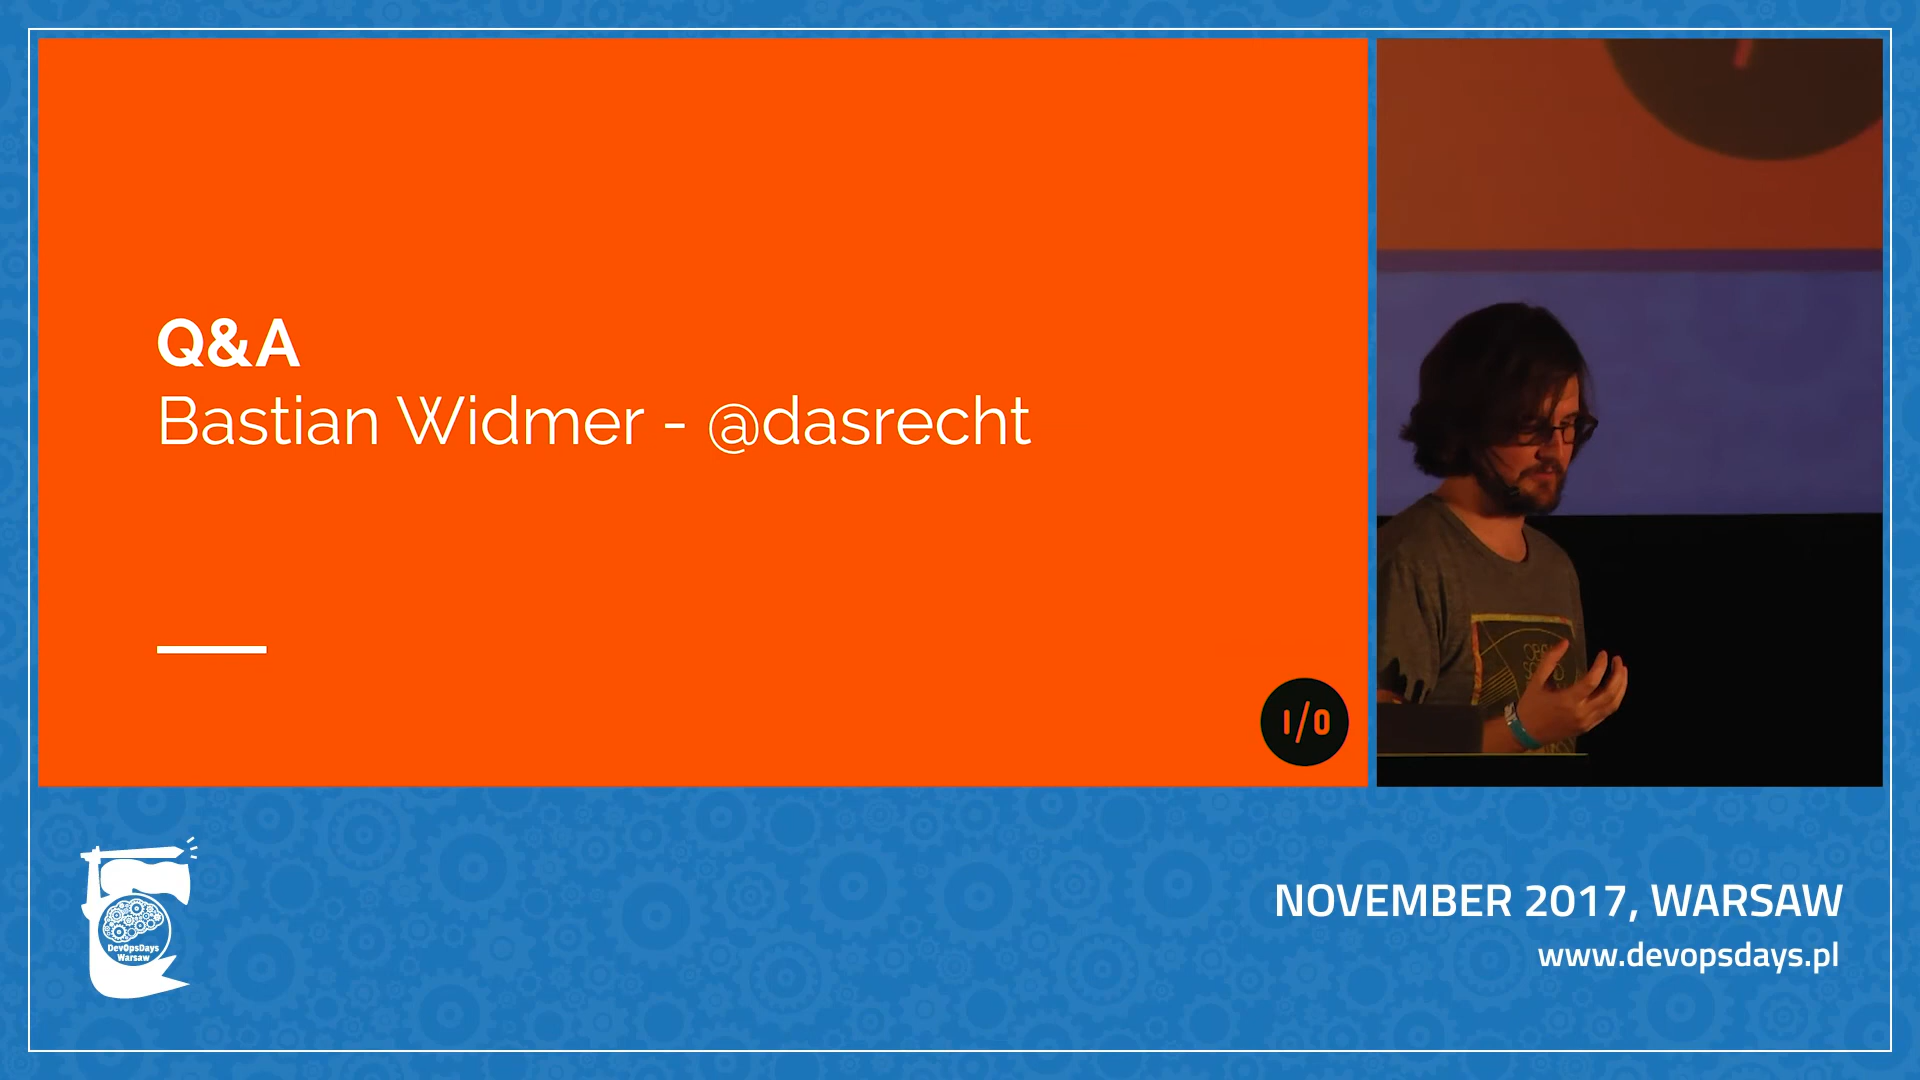 Q&A
Bastian Widmer - @dasrecht
I/O
DevOpsDays
Warsaw
NOVEMBER 2017, WARSAW
www.devopsdays.pl